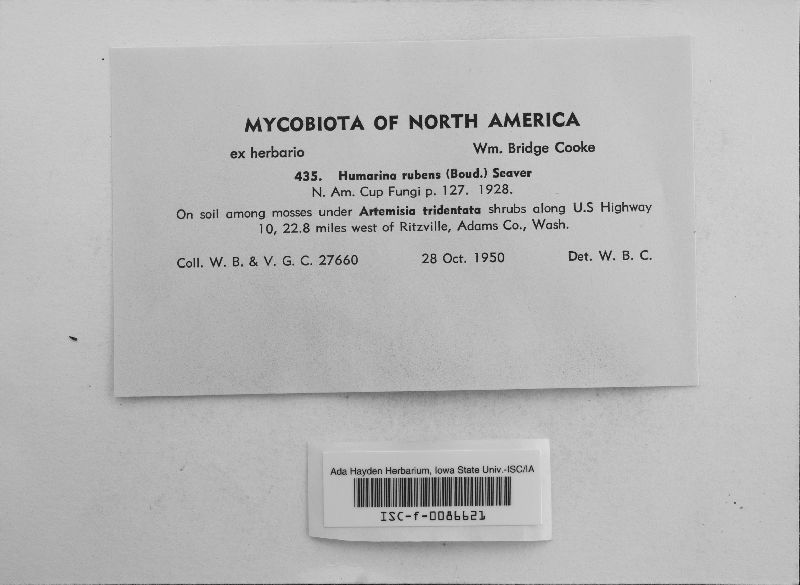 MYCOBIOTA OF NORTH AMERICA
ex herbario Wm. Bridge Cooke
435. Humarina rubens (Boud.) Seaver
N. Am. Cup Fungi p. 127. 1928.
On soil among mosses under Artemisia tridentata shrubs along U.S Highway
10, 22.8 miles west of Ritzville, Adams Co., Wash.
Coll. W. B. & V. G. C. 27660 28 Oct. 1950 Det. W. B. C.
Ada Hayden Herbarium, Iowa State Univ.-ISC/IA
ISC-f-0086621